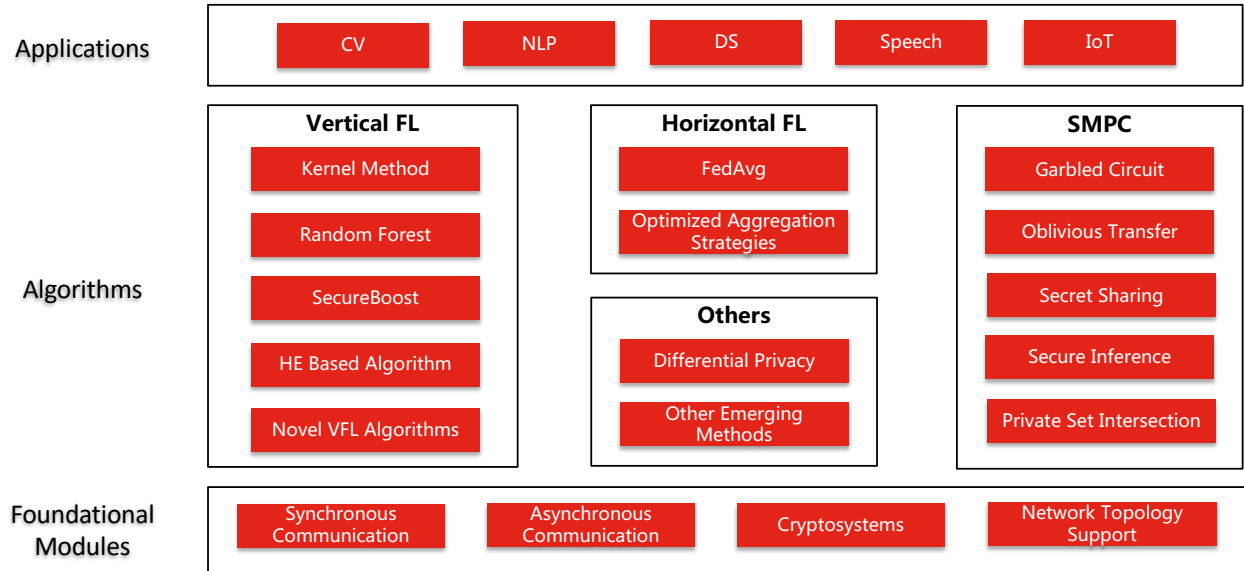 Applications
CV
NLP
DS
Speech
IoT
Algorithms
Vertical FL
Kernel Method
Random Forest
SecureBoost
HE Based Algorithm
Novel VFL Algorithms
Horizontal FL
FedAvg
Optimized Aggregation
Strategies
Others
Differential Privacy
Other Emerging
Methods
SMPC
Garbled Circuit
Oblivious Transfer
Secret Sharing
Secure Inference
Private Set Intersection
Foundational
Modules
Synchronous
Communication
Asynchronous
Communication
Cryptosystems
Network Topology
Support